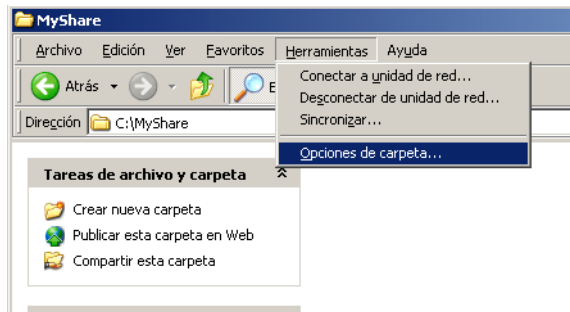 MyShare
Archivo Edición Ver Favoritos Herramientas Ayuda
Atrás
Conectar a unidad de red...
Desconectar de unidad de red...
Sincronizar...
Opciones de carpeta...
Dirección C:\MyShare
Tareas de archivo y carpeta
Crear nueva carpeta
Publicar esta carpeta en Web
Compartir esta carpeta